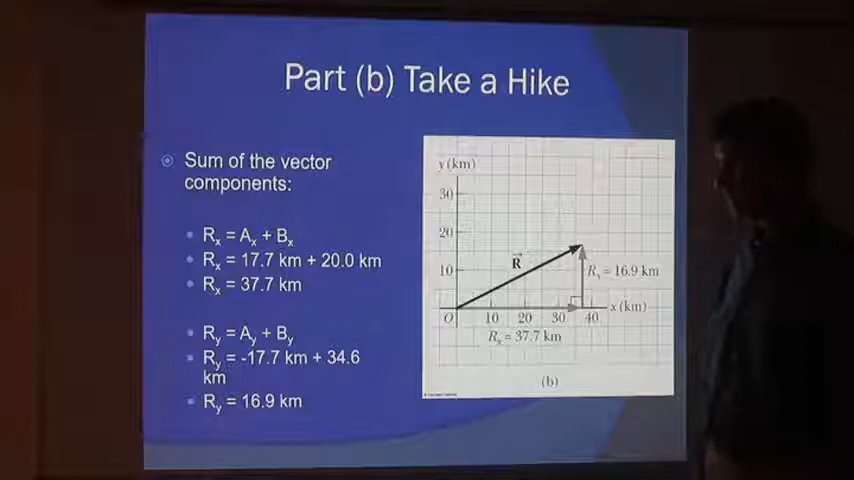 Part (b) Take a Hike
Sum of the vector
components:
Rx = Ax + Bx
Rx = 17.7 km + 20.0 km
Rx = 37.7 km
Ry = Ay + By
Ry = -17.7 km + 34.6
km
Ry = 16.9 km
y (km)
30
20
10
R
Ry = 16.9 km
x (km)
O
10
20
30
40
Rx = 37.7 km
(b)